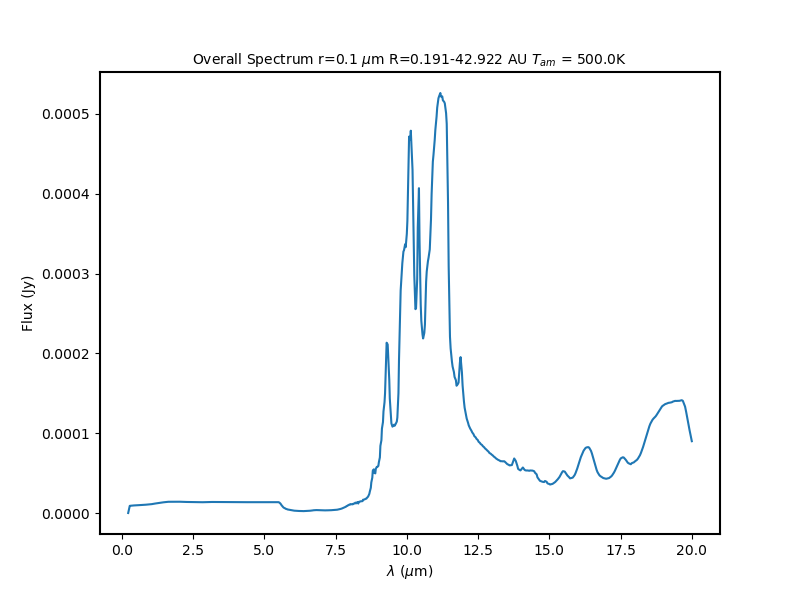 Overall Spectrum r=0.1 μm R=0.191-42.922 AU T_am = 500.0K
Flux (Jy)
0.0005
0.0004
0.0003
0.0002
0.0001
0.0000
0.0 2.5 5.0 7.5 10.0 12.5 15.0 17.5 20.0
λ (μm)